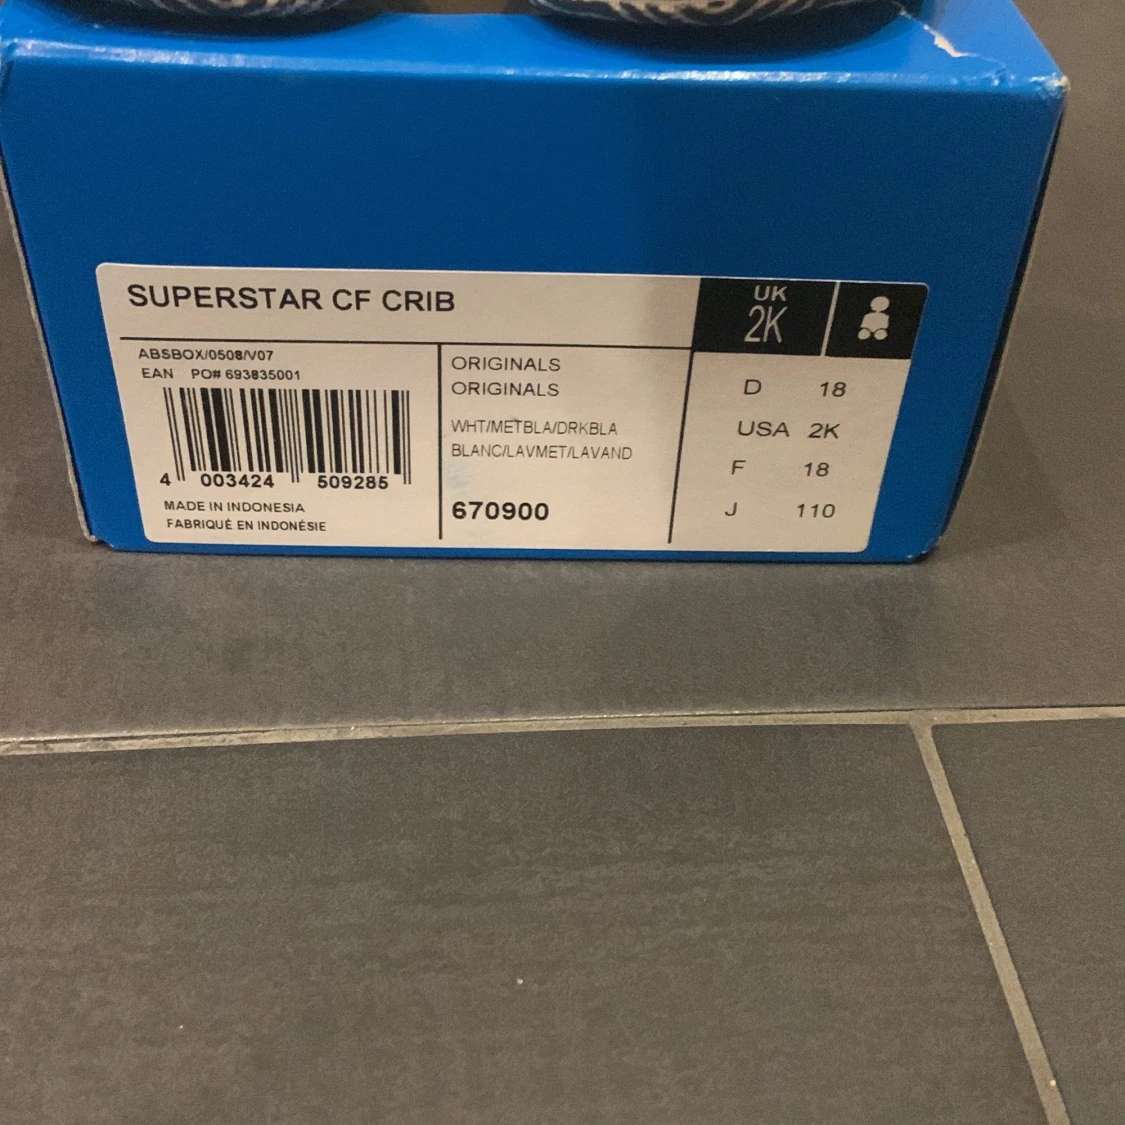 SUPERSTAR CF CRIB
UK
2K
ABSBOX/0508/V07
EAN PO# 693835001
4 003424 509285
MADE IN INDONESIA
FABRIQUÉ EN INDONÉSIE
ORIGINALS
ORIGINALS
WHT/METBLA/DRKBLA
BLANC/LAVMET/LAVAND
670900
D 18
USA 2K
F 18
J 110